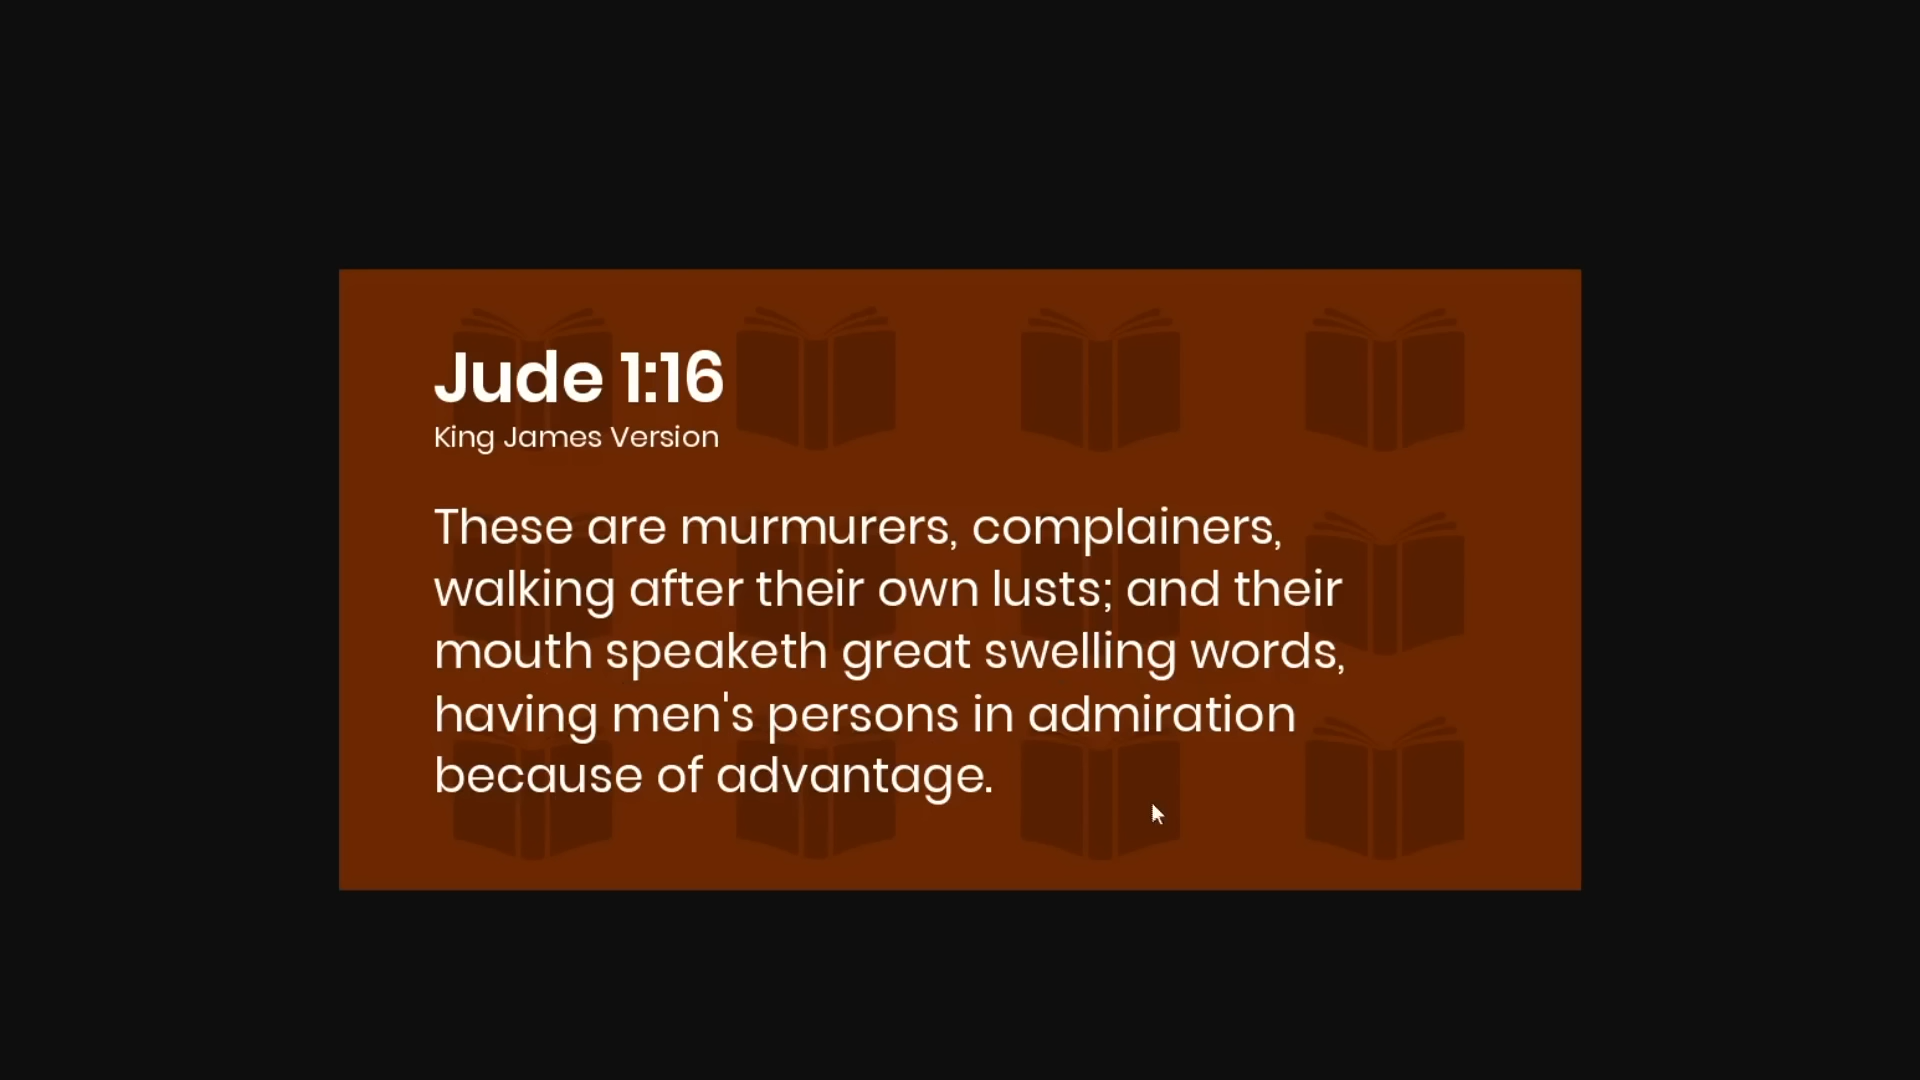 Jude 1:16
King James Version
These are murmurers, complainers,
walking after their own lusts; and their
mouth speaketh great swelling words,
having men's persons in admiration
because of advantage.